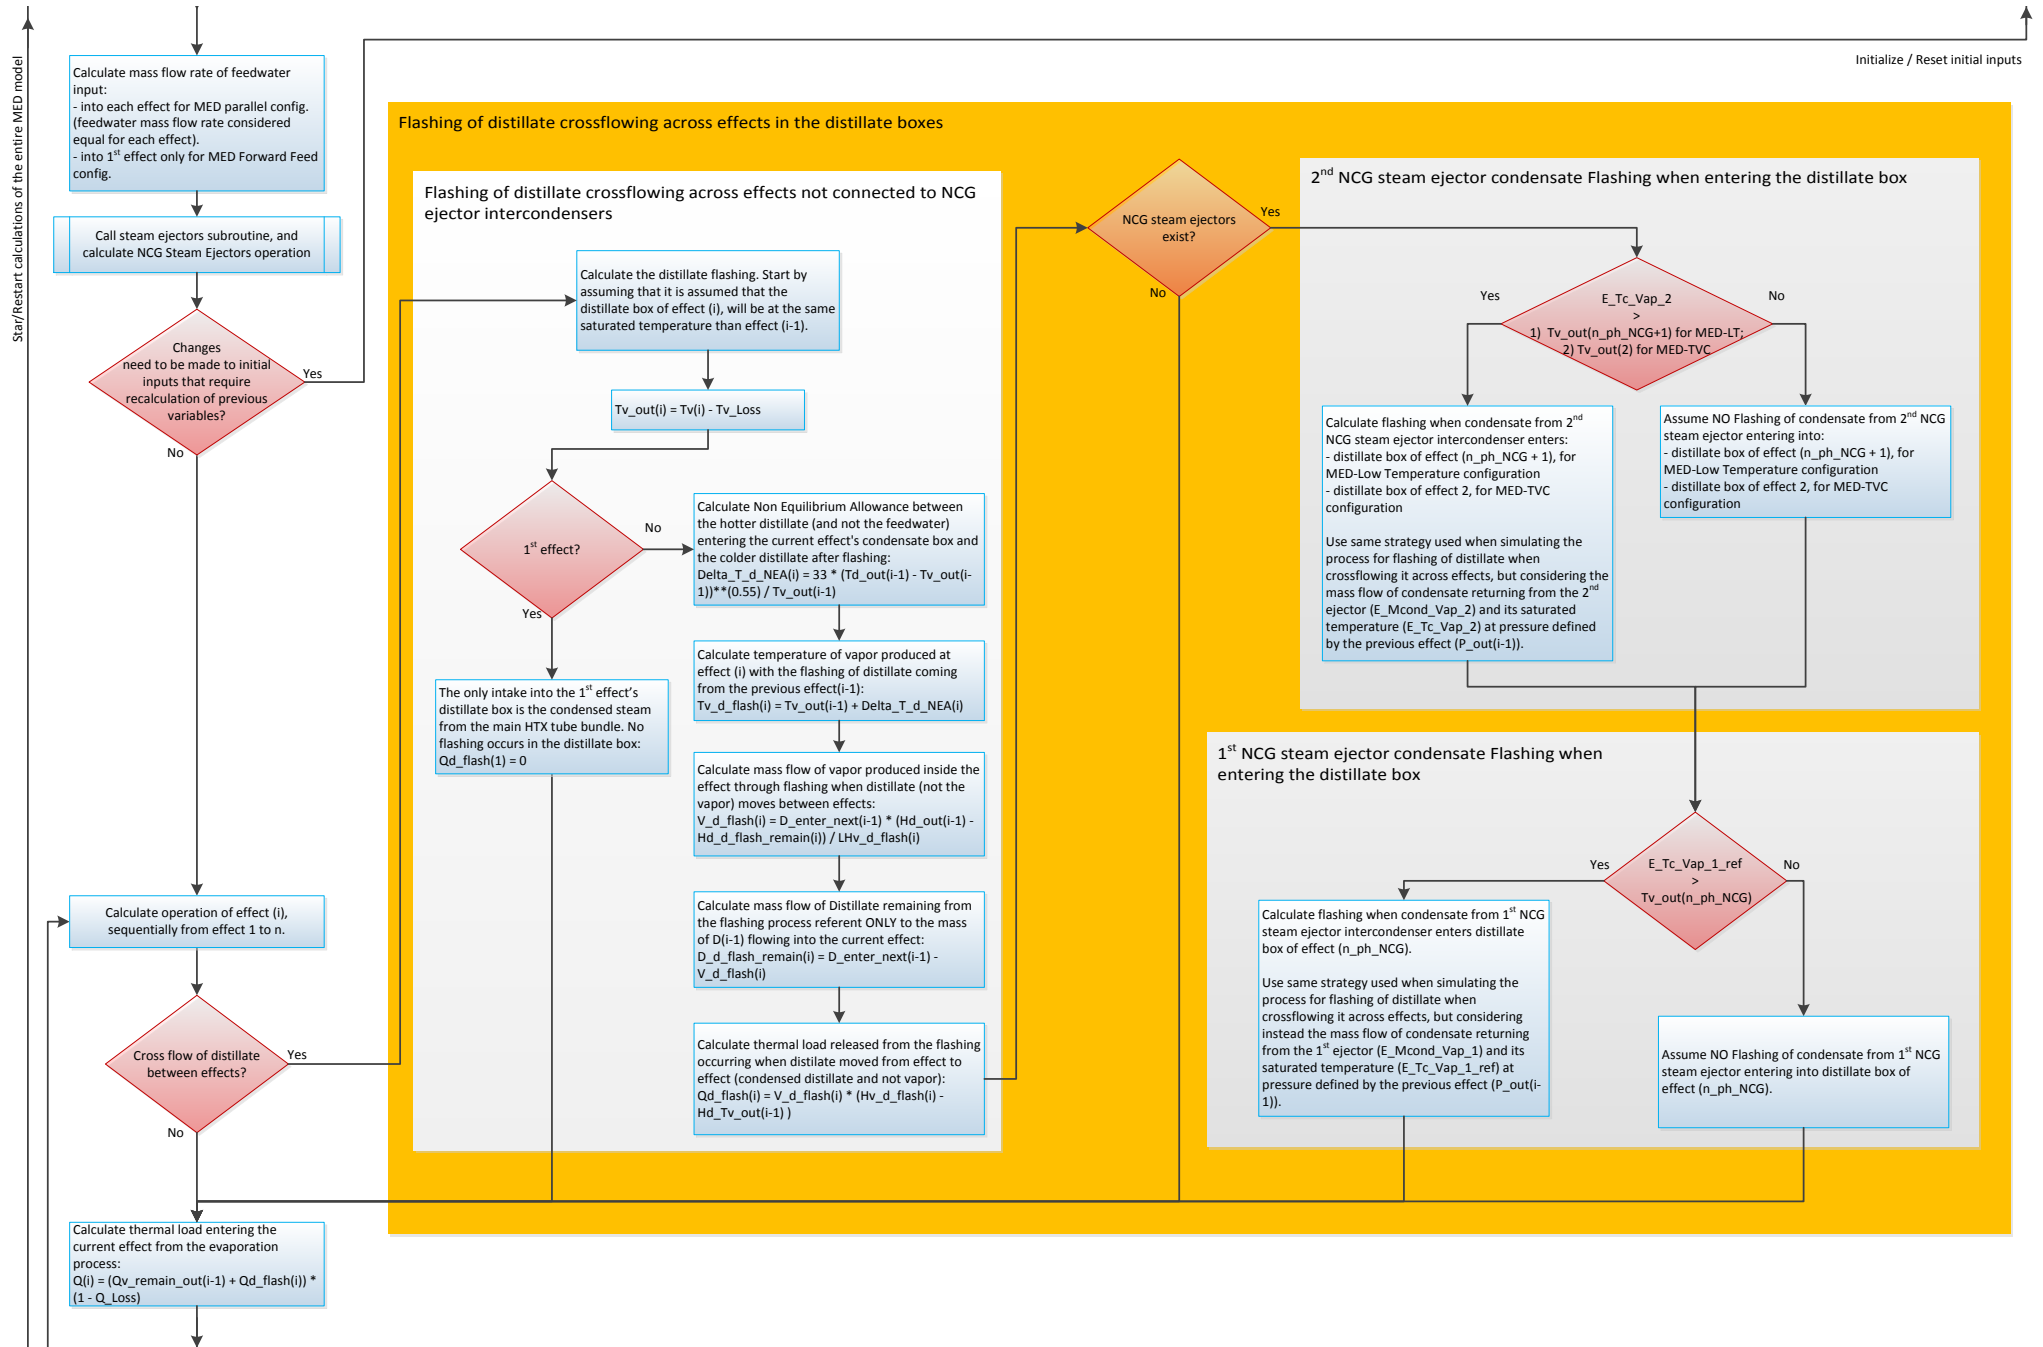 Star/Restart calculations of the entire MED model
Initialize / Reset initial inputs
Calculate mass flow rate of feedwater
input:
- into each effect for MED parallel config.
(feedwater mass flow rate considered
equal for each effect).
- into 1st effect only for MED Forward Feed
config.
Call steam ejectors subroutine, and
calculate NCG Steam Ejectors operation
Changes
need to be made to initial
inputs that require
recalculation of previous
variables?
Yes
No
Calculate operation of effect (i),
sequentially from effect 1 to n.
Cross flow of distillate
between effects?
Yes
No
Calculate thermal load entering the
current effect from the evaporation
process:
Q(i) = (Qv_remain_out(i-1) + Qd_flash(i)) *
(1 - Q_Loss)
Flashing of distillate crossflowing across effects in the distillate boxes
Flashing of distillate crossflowing across effects not connected to NCG
ejector intercondensers
Calculate the distillate flashing. Start by
assuming that it is assumed that the
distillate box of effect (i), will be at the same
saturated temperature than effect (i-1).
Tv_out(i) = Tv(i) - Tv_Loss
1st effect?
No
Yes
The only intake into the 1st effect's
distillate box is the condensed steam
from the main HTX tube bundle. No
flashing occurs in the distillate box:
Qd_flash(1) = 0
Calculate Non Equilibrium Allowance between
the hotter distillate (and not the feedwater)
entering the current effect's condensate box and
the colder distillate after flashing:
Delta_T_d_NEA(i) = 33 * (Td_out(i-1) - Tv_out(i-
1))**(0.55) / Tv_out(i-1)
Calculate temperature of vapor produced at
effect (i) with the flashing of distillate coming
from the previous effect(i-1):
Tv_d_flash(i) = Tv_out(i-1) + Delta_T_d_NEA(i)
Calculate mass flow of vapor produced inside the
effect through flashing when distillate (not the
vapor) moves between effects:
V_d_flash(i) = D_enter_next(i-1) * (Hd_out(i-1) -
Hd_d_flash_remain(i)) / LHv_d_flash(i)
Calculate mass flow of Distillate remaining from
the flashing process referent ONLY to the mass
of D(i-1) flowing into the current effect:
D_d_flash_remain(i) = D_enter_next(i-1) -
V_d_flash(i)
Calculate thermal load released from the flashing
occurring when distilate moved from effect to
effect (condensed distillate and not vapor):
Qd_flash(i) = V_d_flash(i) * (Hv_d_flash(i) -
Hd_Tv_out(i-1) )
NCG steam ejectors
exist?
Yes
No
2nd NCG steam ejector condensate Flashing when entering the distillate box
E_Tc_Vap_2
>
1) Tv_out(n_ph_NCG+1) for MED-LT;
2) Tv_out(2) for MED-TVC
Yes
No
Calculate flashing when condensate from 2nd
NCG steam ejector intercondenser enters:
- distillate box of effect (n_ph_NCG + 1), for
MED-Low Temperature configuration
- distillate box of effect 2, for MED-TVC
configuration
Use same strategy used when simulating the
process for flashing of distillate when
crossflowing it across effects, but considering the
mass flow of condensate returning from the 2nd
ejector (E_Mcond_Vap_2) and its saturated
temperature (E_Tc_Vap_2) at pressure defined
by the previous effect (P_out(i-1)).
Assume NO Flashing of condensate from 2nd NCG
steam ejector entering into:
- distillate box of effect (n_ph_NCG + 1), for
MED-Low Temperature configuration
- distillate box of effect 2, for MED-TVC
configuration
1st NCG steam ejector condensate Flashing when
entering the distillate box
E_Tc_Vap_1_ref
>
Tv_out(n_ph_NCG)
Yes
No
Calculate flashing when condensate from 1st NCG
steam ejector intercondenser enters distillate
box of effect (n_ph_NCG).
Use same strategy used when simulating the
process for flashing of distillate when
crossflowing it across effects, but considering
instead the mass flow of condensate returning
from the 1st ejector (E_Mcond_Vap_1) and its
saturated temperature (E_Tc_Vap_1_ref) at
pressure defined by the previous effect (P_out(i-
1)).
Assume NO Flashing of condensate from 1st NCG
steam ejector entering into distillate box of
effect (n_ph_NCG).